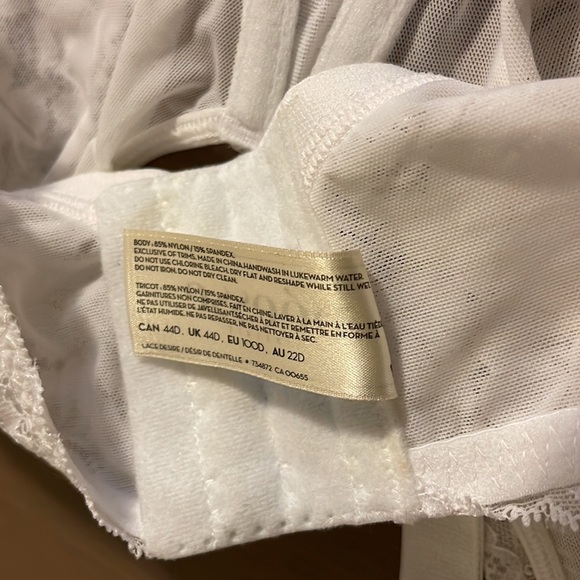 BODY: 85% NYLON / 15% SPANDEX.
EXCLUSIVE OF TRIMS. MADE IN CHINA.HANDWASH IN LUKEWARM WATER.
DO NOT USE CHLORINE BLEACH. DRY FLAT AND RESHAPE WHILE STILL WET.
DO NOT IRON. DO NOT DRY CLEAN.
TRICOT: 85% NYLON / 15% SPANDEX.
GARNITURES NON COMPRISES. FAIT EN CHINE. LAVER À LA MAIN À L'EAU TIÈD
NE PAS UTILISER DE JAVELLISANT.SÉCHER À PLAT ET REMETTRE EN FORME À
L'ÉTAT HUMIDE. NE PAS REPASSER, NE PAS NETTOYER À SEC.
CAN 44D. UK 44D. EU 100D. AU 22D
LACE DESIRE / DÉSIR DE DENTELLE • 734872 CA 00655